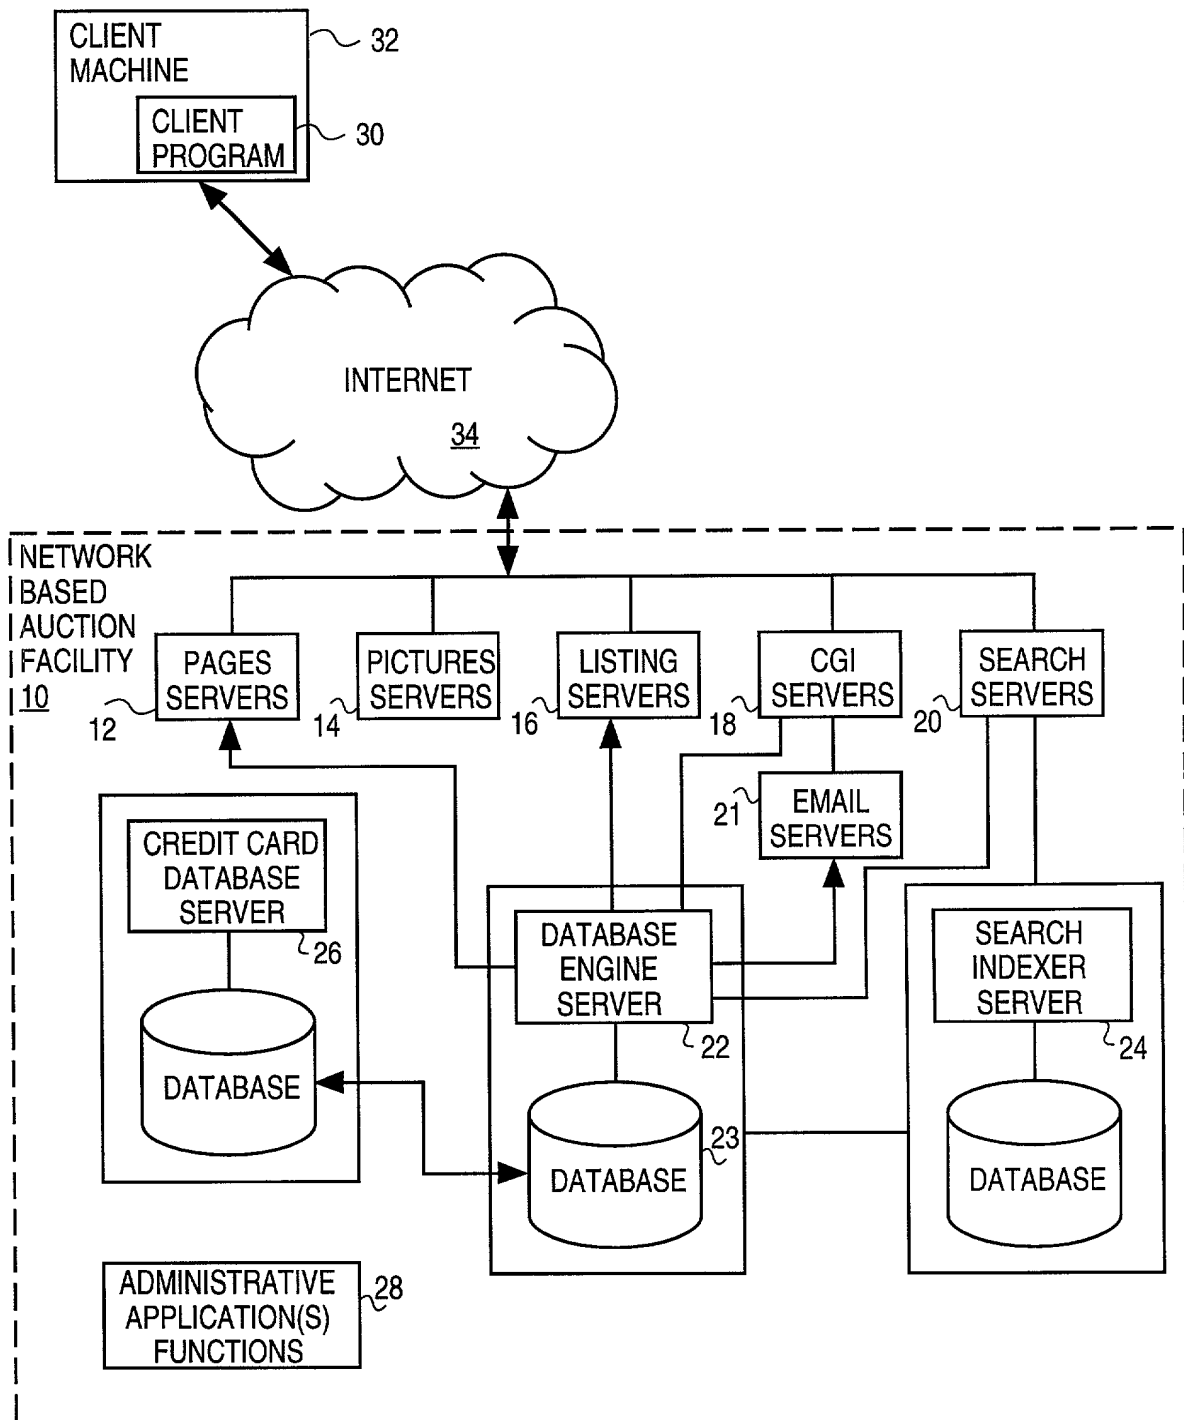 CLIENT
MACHINE
32
CLIENT
PROGRAM
30
INTERNET
34
NETWORK
BASED
AUCTION
FACILITY
10
PAGES
SERVERS
12
PICTURES
SERVERS
14
LISTING
SERVERS
16
CGI
SERVERS
18
SEARCH
SERVERS
20
EMAIL
SERVERS
21
CREDIT CARD
DATABASE
SERVER
26
DATABASE
DATABASE
ENGINE
SERVER
22
DATABASE
23
SEARCH
INDEXER
SERVER
24
DATABASE
ADMINISTRATIVE
APPLICATION(S)
FUNCTIONS
28